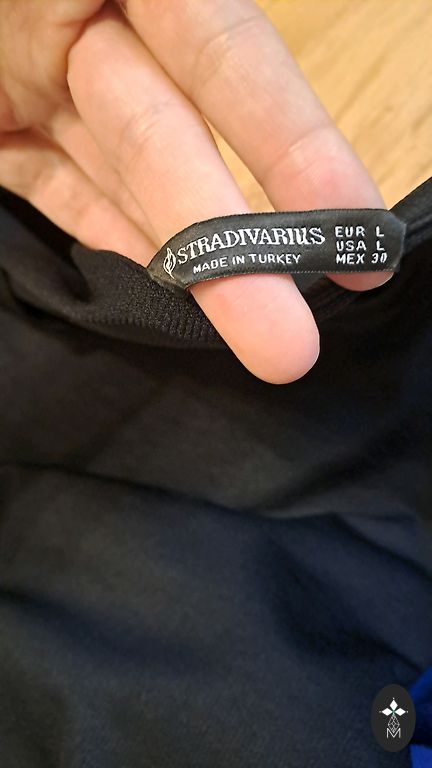 STRADIVARIUS
MADE IN TURKEY
EUR L
USA L
MEX 30
M